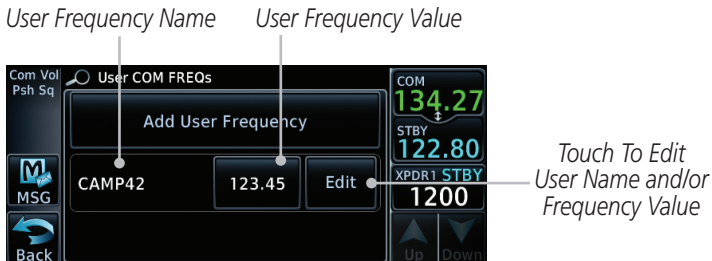 User Frequency Name
User Frequency Value
Com Vol
Psh Sq
User COM FREQs
COM
134.27
Add User Frequency
STBY
122.80
MSG
CAMP42
123.45
Edit
XPDR1 STBY
1200
Touch To Edit
User Name and/or
Frequency Value
Back
Up
Down